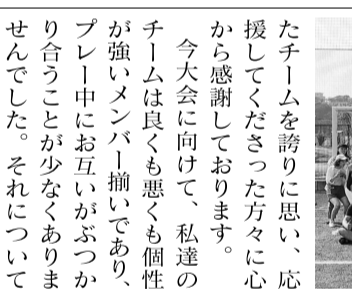 たチームを誇りに思い、応
援してくださった方々に心
から感謝しております。
　今大会に向けて、私達の
チームは良くも悪くも個性
が強いメンバー揃いであり、
プレー中にお互いがぶつか
り合うことが少なくありま
せんでした。それについて